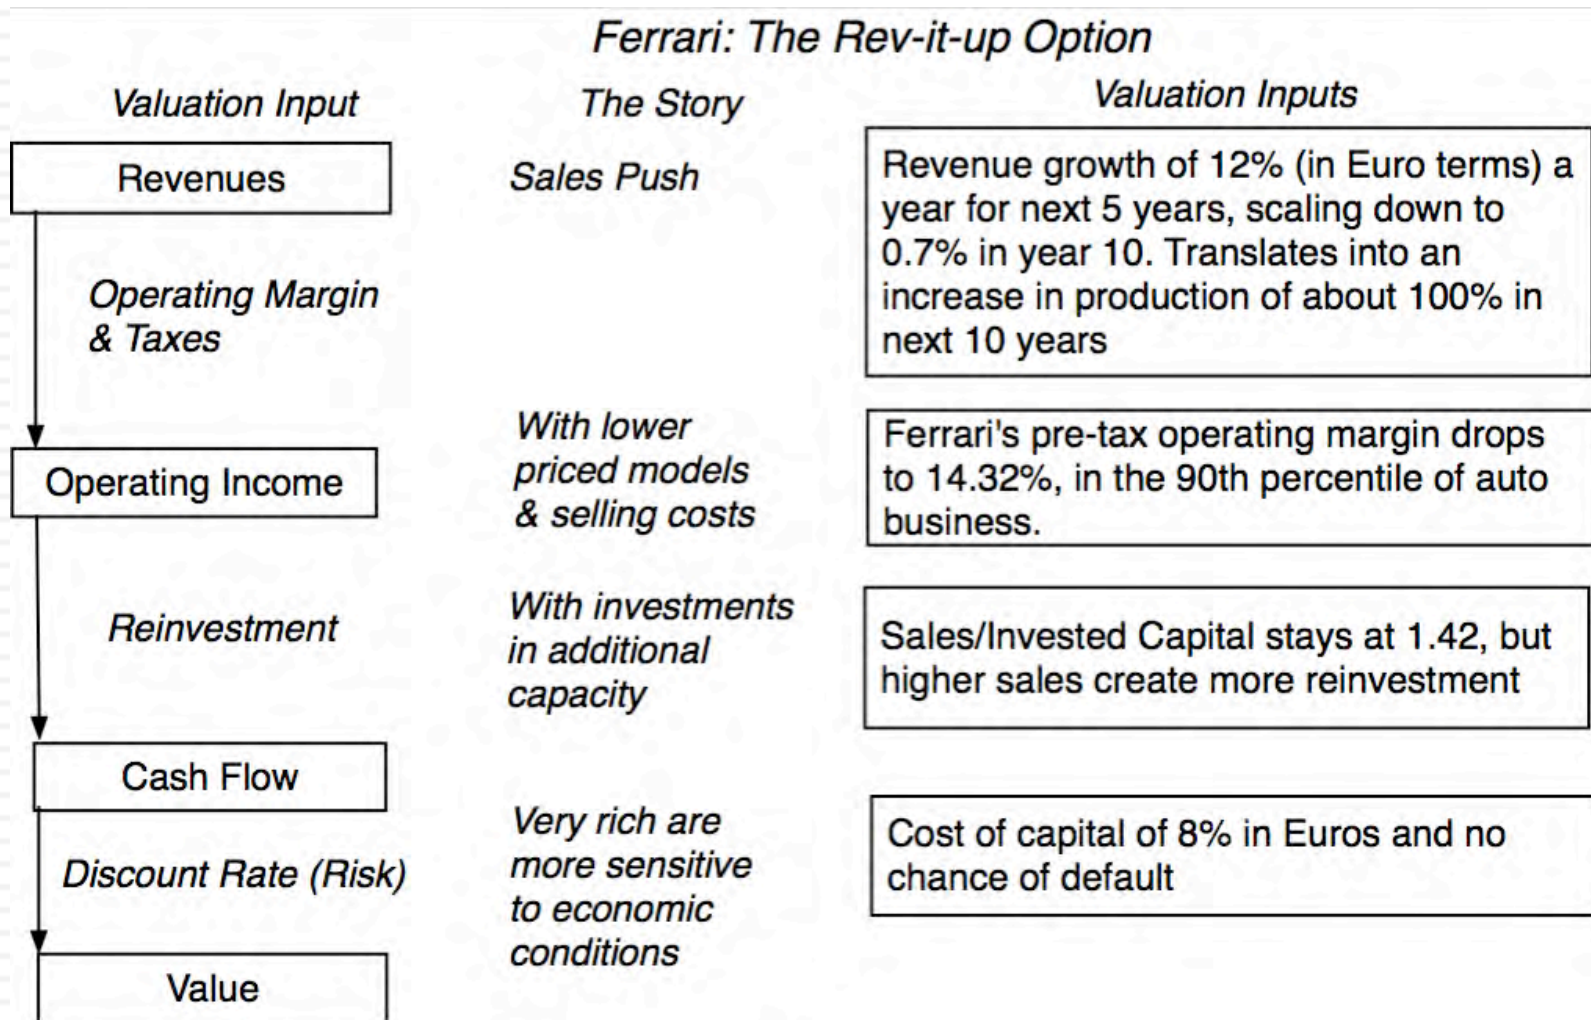 Ferrari: The Rev-it-up Option
Valuation Input
The Story
Valuation Inputs
Revenues
Sales Push
Revenue growth of 12% (in Euro terms) a
year for next 5 years, scaling down to
0.7% in year 10. Translates into an
increase in production of about 100% in
next 10 years
Operating Margin
& Taxes
Operating Income
With lower
priced models
& selling costs
Ferrari's pre-tax operating margin drops
to 14.32%, in the 90th percentile of auto
business.
Reinvestment
With investments
in additional
capacity
Sales/Invested Capital stays at 1.42, but
higher sales create more reinvestment
Cash Flow
Discount Rate (Risk)
Very rich are
more sensitive
to economic
conditions
Cost of capital of 8% in Euros and no
chance of default
Value